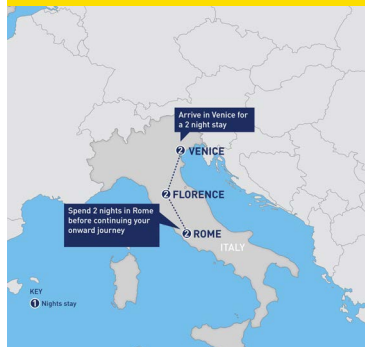 Arrive in Venice for
a 2 night stay
2 VENICE
2 FLORENCE
Spend 2 nights in Rome
before continuing your
onward journey
2 ROME
ITALY
KEY
1 Nights stay